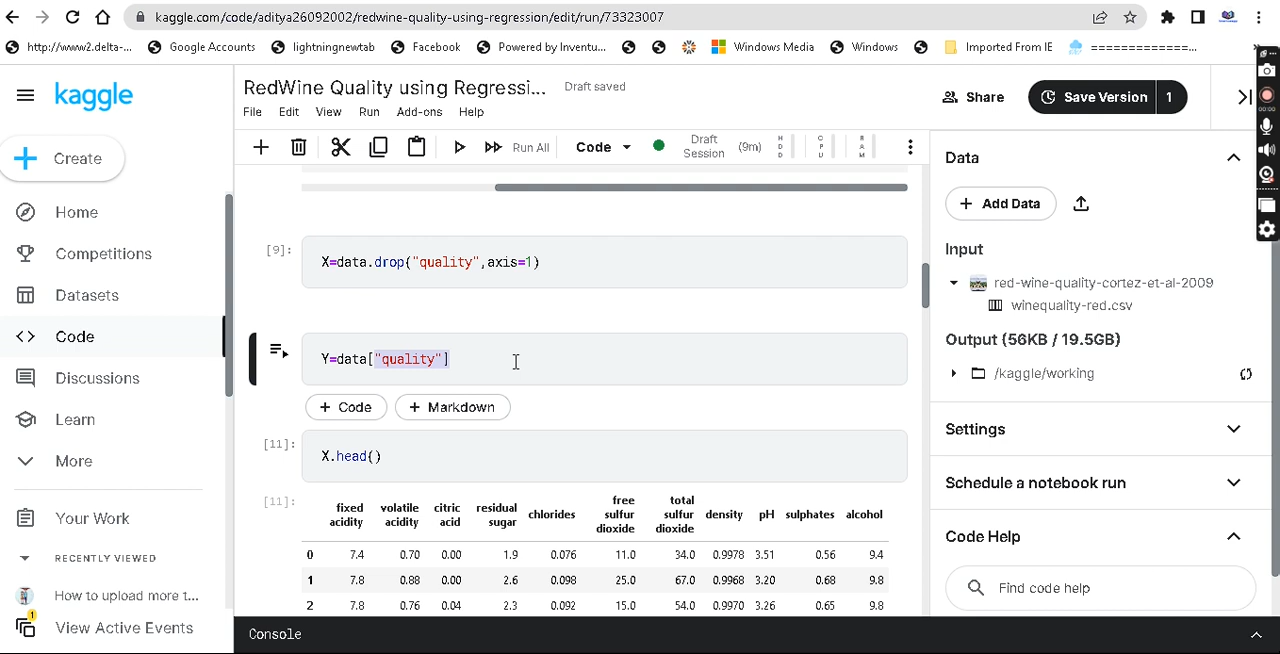 kaggle.com/code/aditya26092002/redwine-quality-using-regression/edit/run/73323007
http://www2.delta-... Google Accounts lightningnewtab Facebook Powered by Inventu... Windows Media Windows Imported From IE =============...
kaggle
Create
Home
Competitions
Datasets
Code
Discussions
Learn
More
Your Work
RECENTLY VIEWED
How to upload more t...
1
View Active Events
RedWine Quality using Regressi... Draft saved
File Edit View Run Add-ons Help
Share
Save Version 1
Run All Code Draft Session (9m) HDD CPU RAM
[9]: X=data.drop("quality",axis=1)
Y=data["quality"]
+ Code + Markdown
[11]: X.head()
[11]:
fixed acidity volatile acidity citric acid residual sugar chlorides free sulfur dioxide total sulfur dioxide density pH sulphates alcohol
0 7.4 0.70 0.00 1.9 0.076 11.0 34.0 0.9978 3.51 0.56 9.4
1 7.8 0.88 0.00 2.6 0.098 25.0 67.0 0.9968 3.20 0.68 9.8
2 7.8 0.76 0.04 2.3 0.092 15.0 54.0 0.9970 3.26 0.65 9.8
Console
Data
+ Add Data
Input
red-wine-quality-cortez-et-al-2009
winequality-red.csv
Output (56KB / 19.5GB)
/kaggle/working
Settings
Schedule a notebook run
Code Help
Find code help
00:00